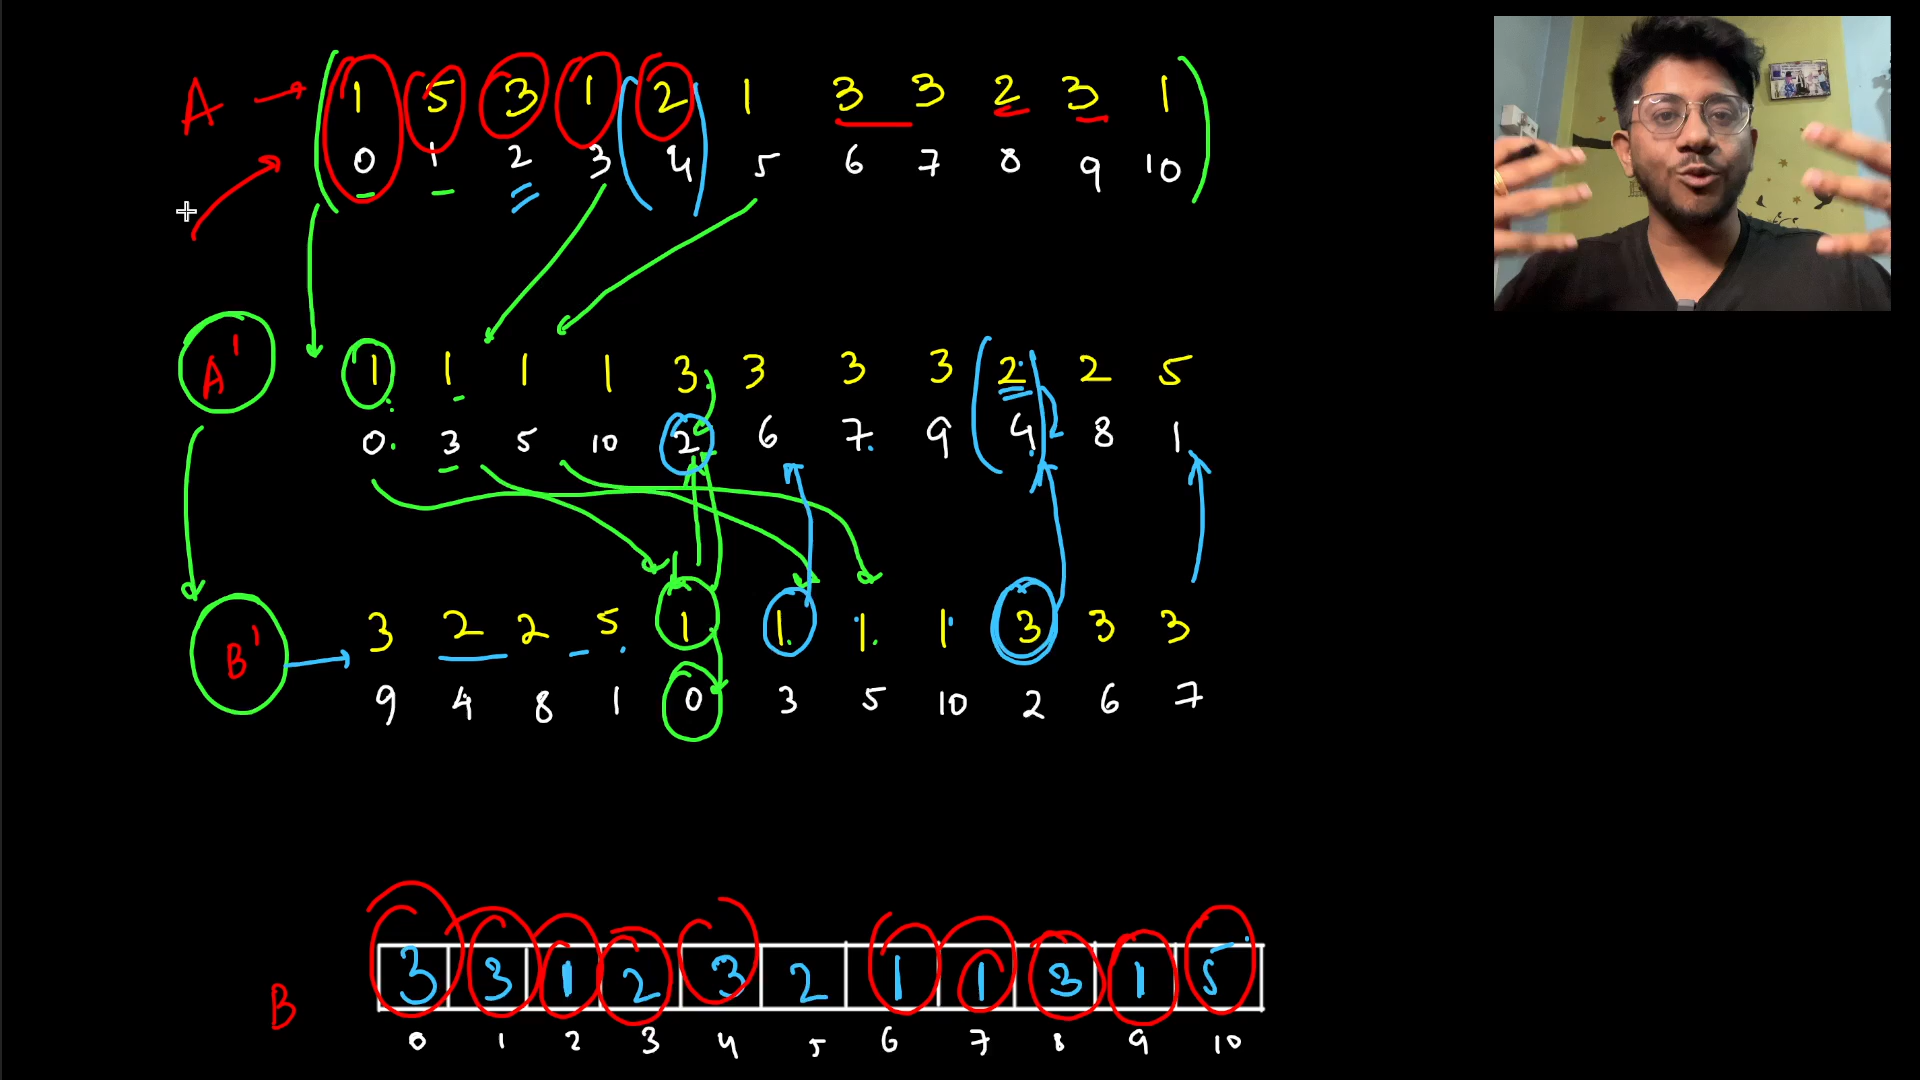 A → 1 5 3 1 2 1 3 3 2 3 1
0 1 2 3 4 5 6 7 8 9 10
A' 1 1 1 1 3 3 3 3 2 2 5
0 3 5 10 2 6 7 9 4 8 1
B' → 3 2 2 5 1 1 1 1 3 3 3
9 4 8 1 0 3 5 10 2 6 7
B 3 3 1 2 3 2 1 1 3 1 5
0 1 2 3 4 5 6 7 8 9 10